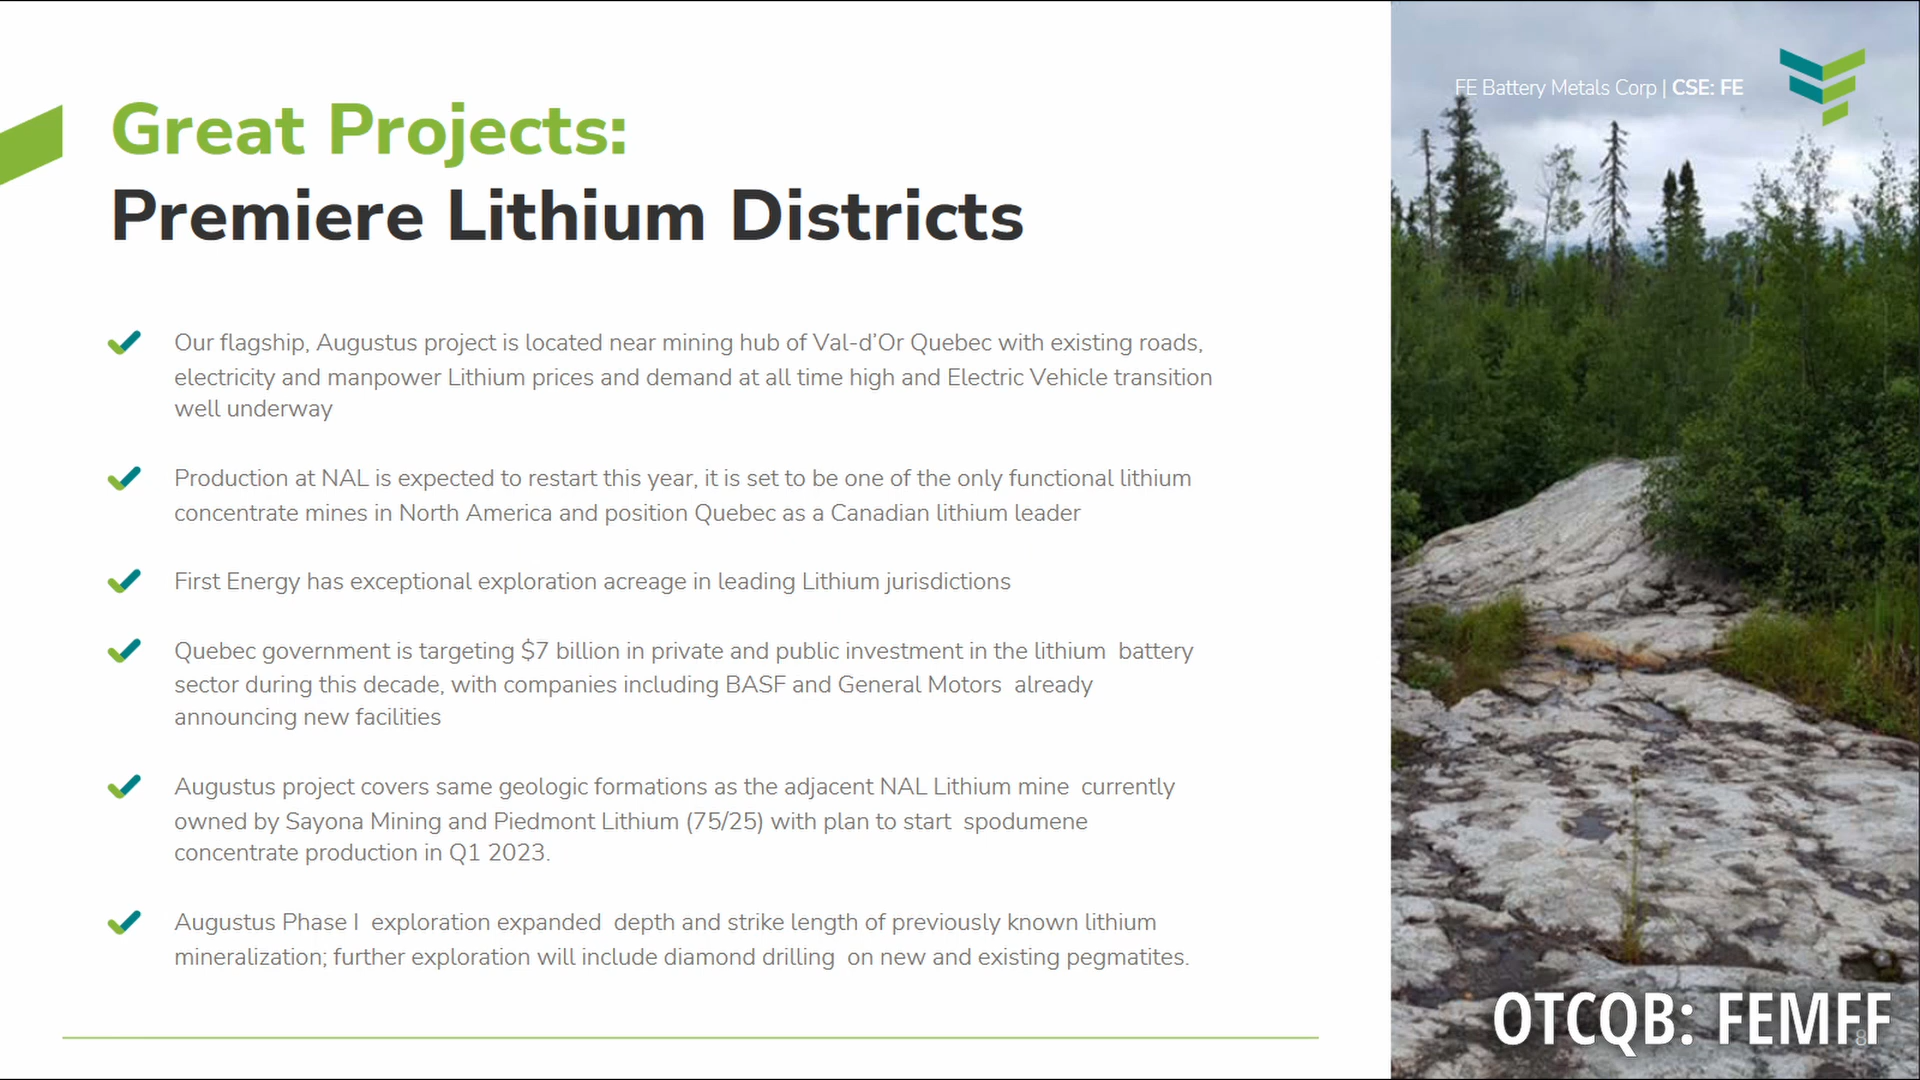 FE Battery Metals Corp | CSE: FE
Great Projects:
Premiere Lithium Districts
Our flagship, Augustus project is located near mining hub of Val-d’Or Quebec with existing roads,
electricity and manpower Lithium prices and demand at all time high and Electric Vehicle transition
well underway
Production at NAL is expected to restart this year, it is set to be one of the only functional lithium
concentrate mines in North America and position Quebec as a Canadian lithium leader
First Energy has exceptional exploration acreage in leading Lithium jurisdictions
Quebec government is targeting $7 billion in private and public investment in the lithium battery
sector during this decade, with companies including BASF and General Motors already
announcing new facilities
Augustus project covers same geologic formations as the adjacent NAL Lithium mine currently
owned by Sayona Mining and Piedmont Lithium (75/25) with plan to start spodumene
concentrate production in Q1 2023.
Augustus Phase I exploration expanded depth and strike length of previously known lithium
mineralization; further exploration will include diamond drilling on new and existing pegmatites.
OTCQB: FEMFF
8